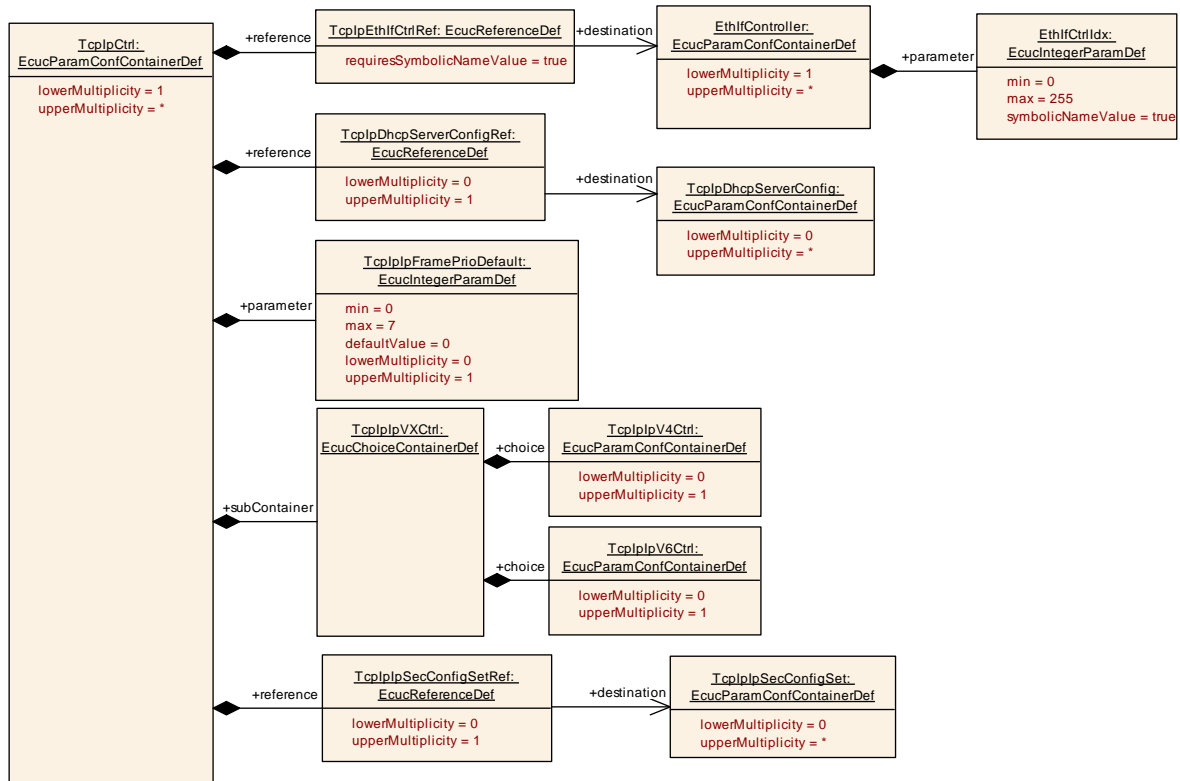 TcpIpCtrl:
EcucParamConfContainerDef
lowerMultiplicity = 1
upperMultiplicity = *
+reference
TcpIpEthIfCtrlRef: EcucReferenceDef
requiresSymbolicNameValue = true
+destination
EthIfController:
EcucParamConfContainerDef
lowerMultiplicity = 1
upperMultiplicity = *
+parameter
EthIfCtrlIdx:
EcucIntegerParamDef
min = 0
max = 255
symbolicNameValue = true
+reference
TcpIpDhcpServerConfigRef:
EcucReferenceDef
lowerMultiplicity = 0
upperMultiplicity = 1
+destination
TcpIpDhcpServerConfig:
EcucParamConfContainerDef
lowerMultiplicity = 0
upperMultiplicity = *
+parameter
TcpIpIpFramePrioDefault:
EcucIntegerParamDef
min = 0
max = 7
defaultValue = 0
lowerMultiplicity = 0
upperMultiplicity = 1
+subContainer
TcpIpIpVXCtrl:
EcucChoiceContainerDef
+choice
TcpIpIpV4Ctrl:
EcucParamConfContainerDef
lowerMultiplicity = 0
upperMultiplicity = 1
+choice
TcpIpIpV6Ctrl:
EcucParamConfContainerDef
lowerMultiplicity = 0
upperMultiplicity = 1
+reference
TcpIpIpSecConfigSetRef:
EcucReferenceDef
lowerMultiplicity = 0
upperMultiplicity = 1
+destination
TcpIpIpSecConfigSet:
EcucParamConfContainerDef
lowerMultiplicity = 0
upperMultiplicity = *